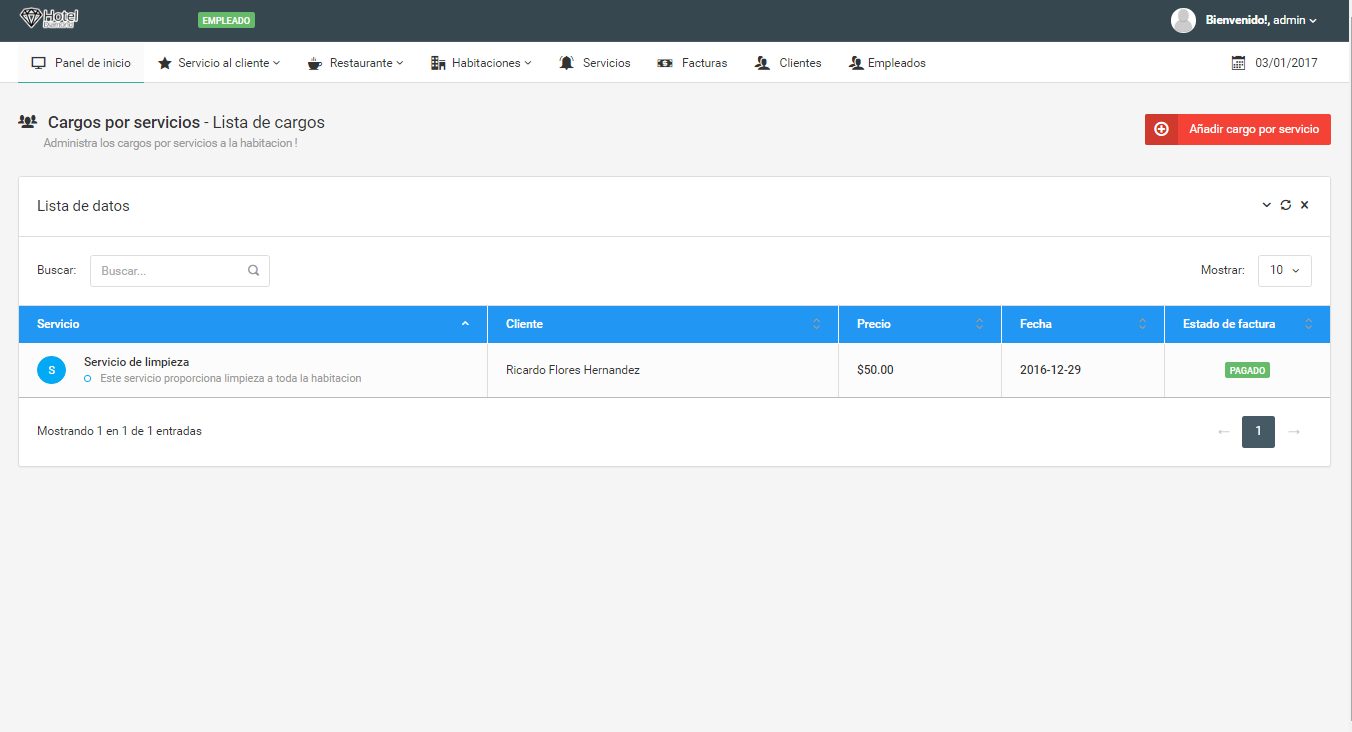 Hotel
EMPLEADO
Bienvenido!, admin
Panel de inicio Servicio al cliente Restaurante Habitaciones Servicios Facturas Clientes Empleados 03/01/2017
Cargos por servicios - Lista de cargos
Administra los cargos por servicios a la habitacion !
Añadir cargo por servicio
Lista de datos
Buscar: Buscar... Mostrar: 10
Servicio Cliente Precio Fecha Estado de factura
S Servicio de limpieza
Este servicio proporciona limpieza a toda la habitacion
Ricardo Flores Hernandez $50.00 2016-12-29 PAGADO
Mostrando 1 en 1 de 1 entradas ← 1 →